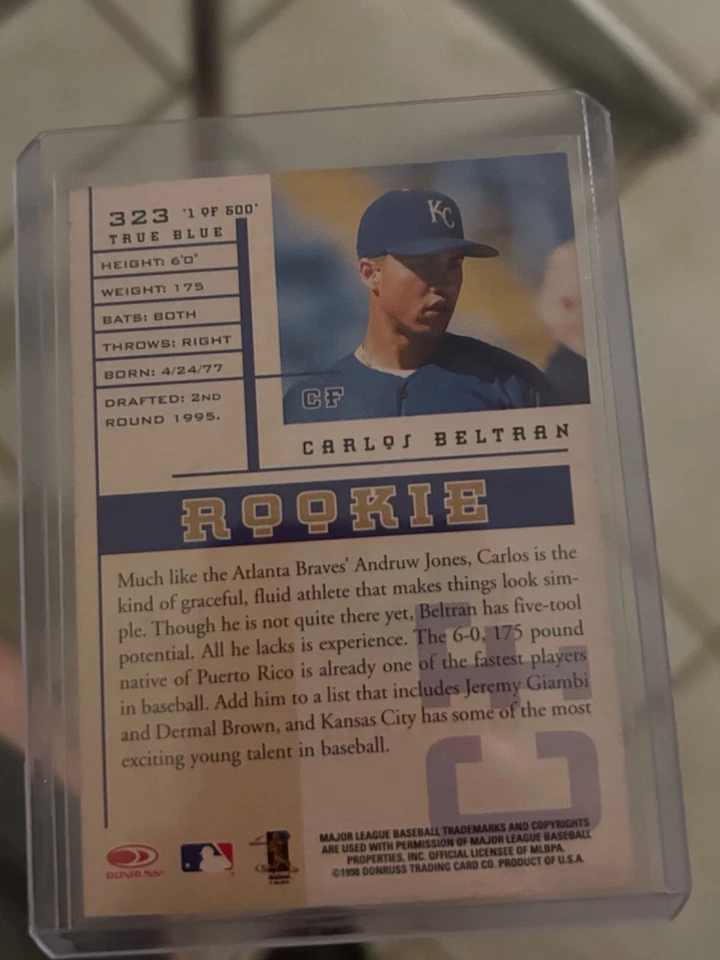 323 '1 OF 500'
TRUE BLUE
HEIGHT: 6'0"
WEIGHT: 175
BATS: BOTH
THROWS: RIGHT
BORN: 4/24/77
DRAFTED: 2ND
ROUND 1995.
KC
CF
CARLOS BELTRAN
ROOKIE
Much like the Atlanta Braves' Andruw Jones, Carlos is the
kind of graceful, fluid athlete that makes things look sim-
ple. Though he is not quite there yet, Beltran has five-tool
potential. All he lacks is experience. The 6-0, 175 pound
native of Puerto Rico is already one of the fastest players
in baseball. Add him to a list that includes Jeremy Giambi
and Dermal Brown, and Kansas City has some of the most
exciting young talent in baseball.
CF
DONRUSS
MAJOR LEAGUE BASEBALL TRADEMARKS AND COPYRIGHTS
ARE USED WITH PERMISSION OF MAJOR LEAGUE BASEBALL
PROPERTIES, INC. OFFICIAL LICENSEE OF MLBPA.
©1998 DONRUSS TRADING CARD CO. PRODUCT OF U.S.A.